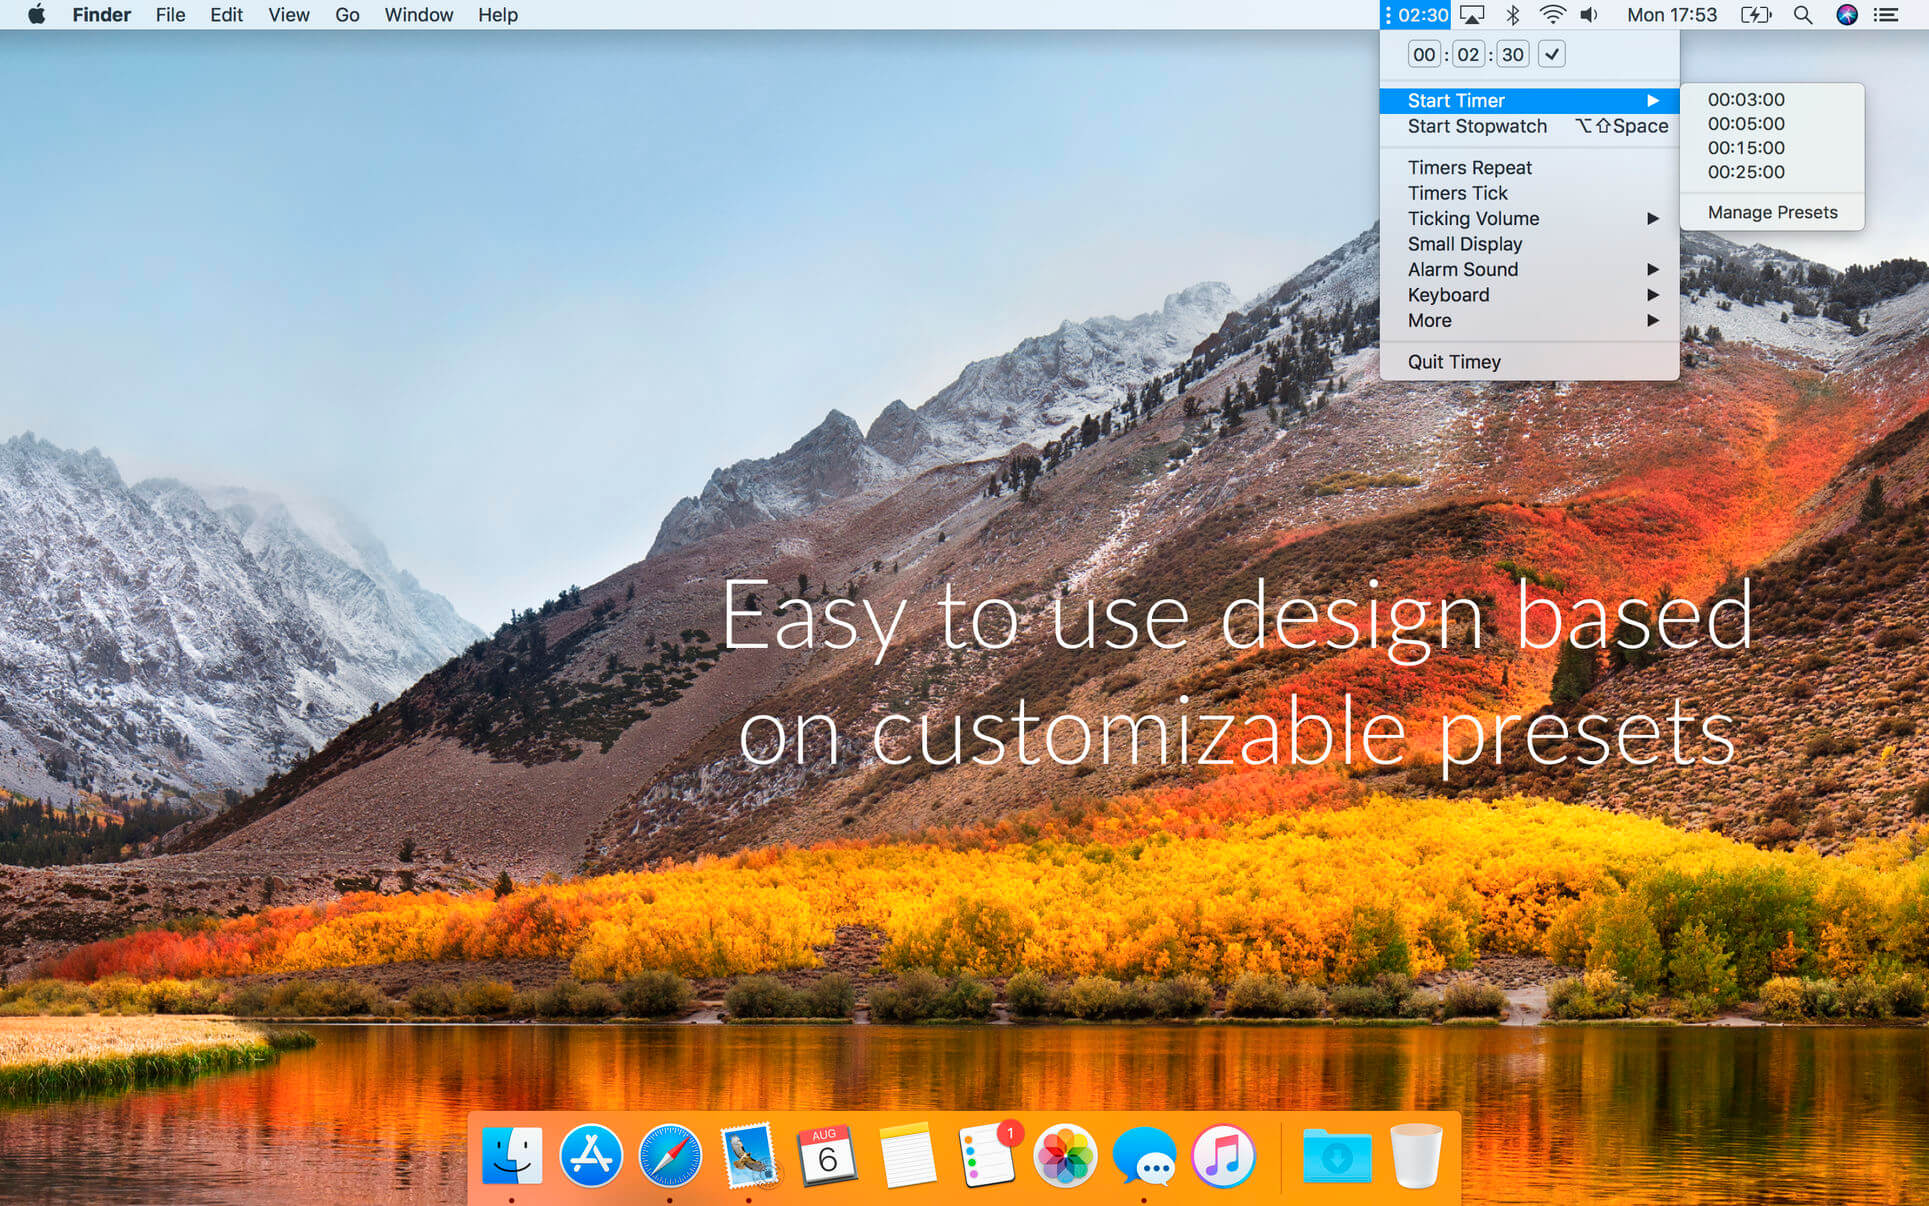 Finder File Edit View Go Window Help 02:30 Mon 17:53
00 : 02 : 30
Start Timer
Start Stopwatch ⌥⇧Space
Timers Repeat
Timers Tick
Ticking Volume
Small Display
Alarm Sound
Keyboard
More
Quit Timey
00:03:00
00:05:00
00:15:00
00:25:00
Manage Presets
Easy to use design based
on customizable presets
AUG
6
1